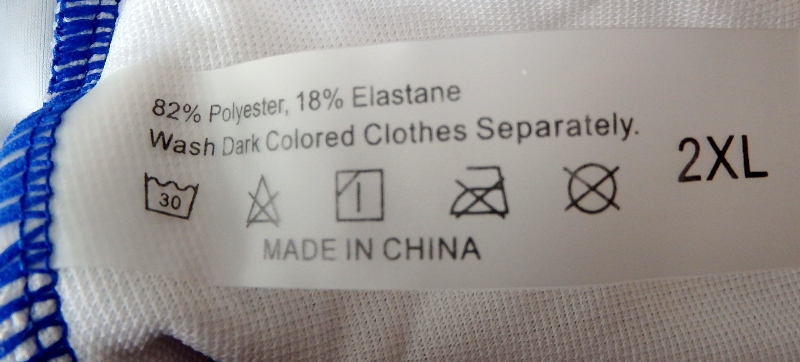 82% Polyester, 18% Elastane
Wash Dark Colored Clothes Separately.
2XL
30
MADE IN CHINA